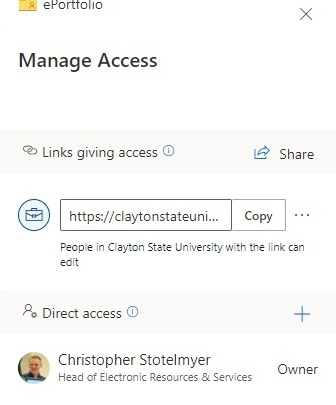 ePortfolio
Manage Access
Links giving access
Share
https://claytonstateuni...
Copy
People in Clayton State University with the link can
edit
Direct access
Christopher Stotelmyer
Owner
Head of Electronic Resources & Services